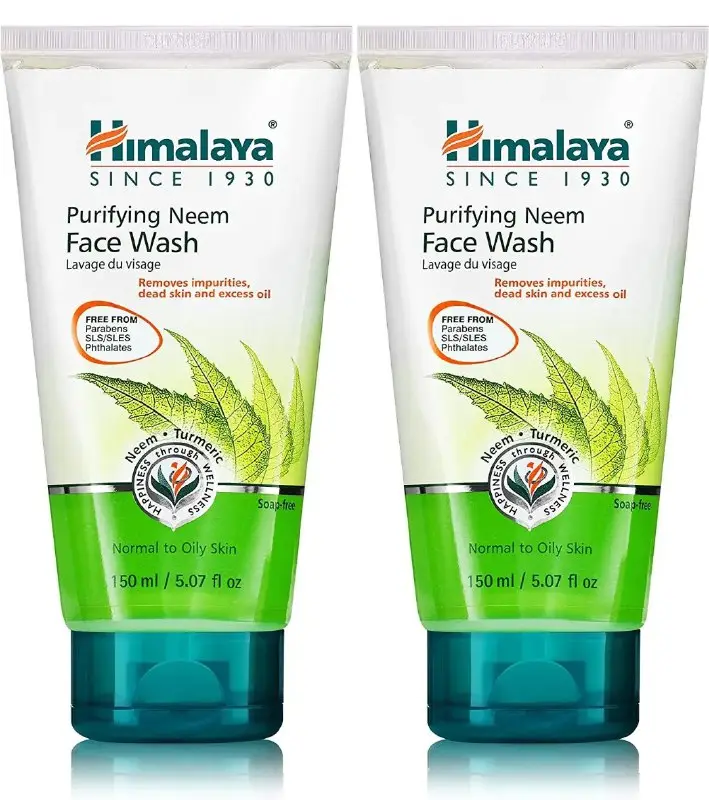 Himalaya®
SINCE 1930
Purifying Neem
Face Wash
Lavage du visage
Removes impurities,
dead skin and excess oil
FREE FROM
Parabens
SLS/SLES
Phthalates
Neem • Turmeric
HAPPINESS through WELLNESS
Soap-free
Normal to Oily Skin
150 ml / 5.07 fl oz
Himalaya®
SINCE 1930
Purifying Neem
Face Wash
Lavage du visage
Removes impurities,
dead skin and excess oil
FREE FROM
Parabens
SLS/SLES
Phthalates
Neem • Turmeric
HAPPINESS through WELLNESS
Soap-free
Normal to Oily Skin
150 ml / 5.07 fl oz